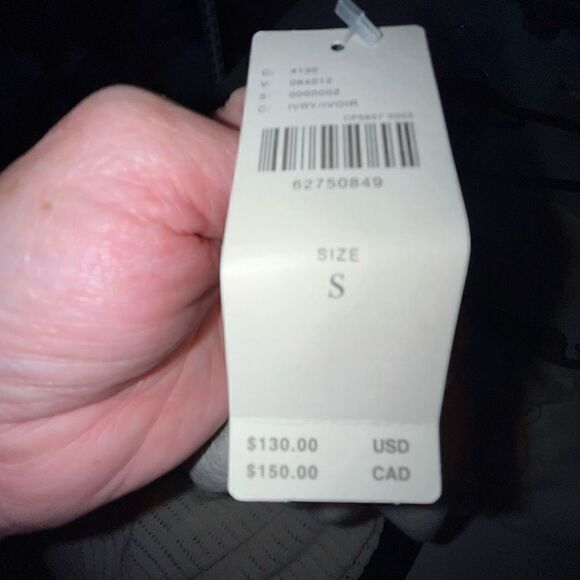 D: 4130
V: 084012
S: 0000002
C: IVRY/IVOIR
62750849
SIZE
S
$130.00 USD
$150.00 CAD